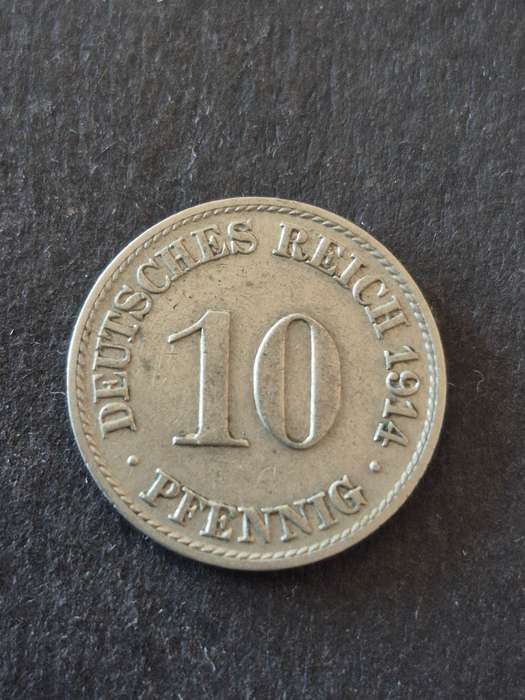 DEUTSCHES REICH 1914
10
PFENNIG